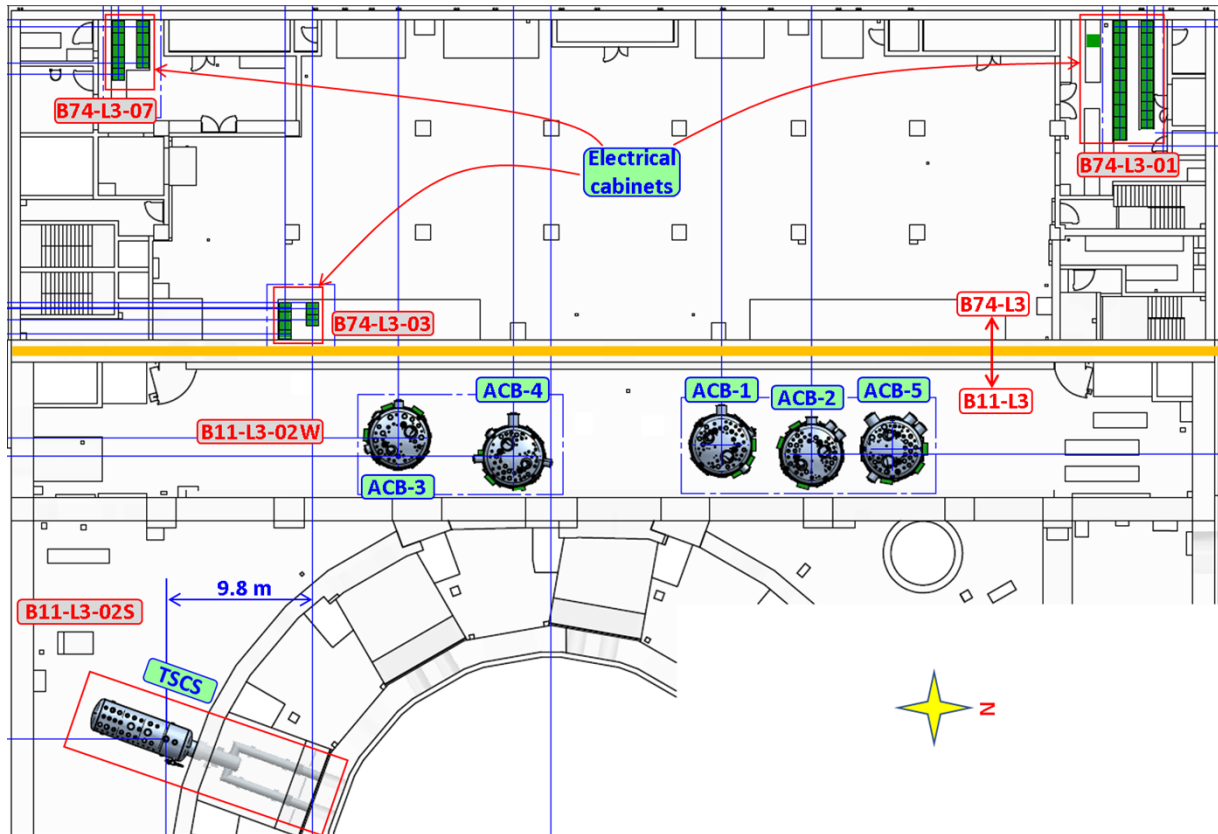 B74-L3-07
Electrical
cabinets
B74-L3-01
B74-L3-03
B74-L3
B11-L3
ACB-4
ACB-1
ACB-2
ACB-5
B11-L3-02W
ACB-3
9.8 m
B11-L3-02S
TSCS
N